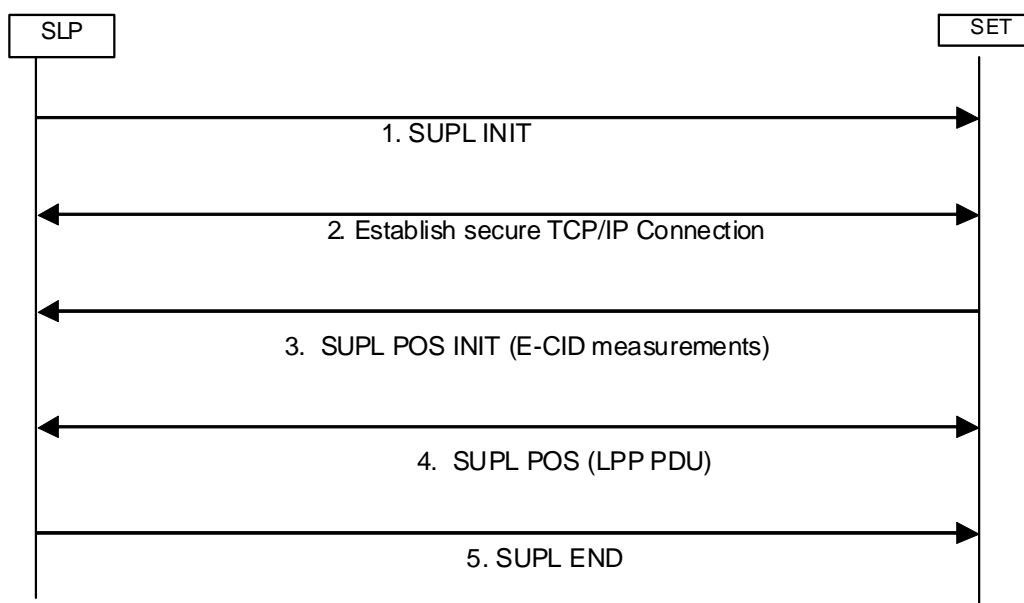 SLP
SET
1. SUPL INIT
2. Establish secure TCP/IP Connection
3. SUPL POS INIT (E-CID measurements)
4. SUPL POS (LPP PDU)
5. SUPL END